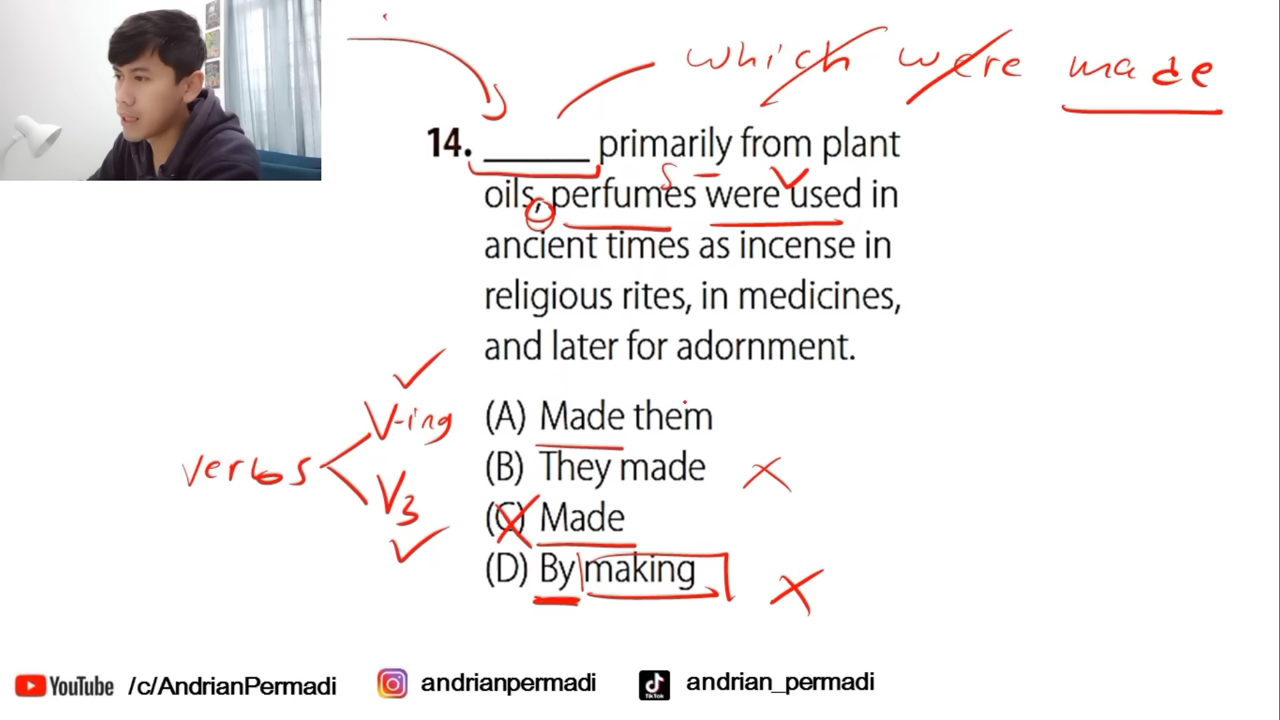 which were made
14. ______ primarily from plant
oils, perfumes were used in
S V
ancient times as incense in
religious rites, in medicines,
and later for adornment.
verbs V-ing V3
(A) Made them
(B) They made
(C) Made
(D) By making
YouTube /c/AndrianPermadi andrianpermadi TikTok andrian_permadi